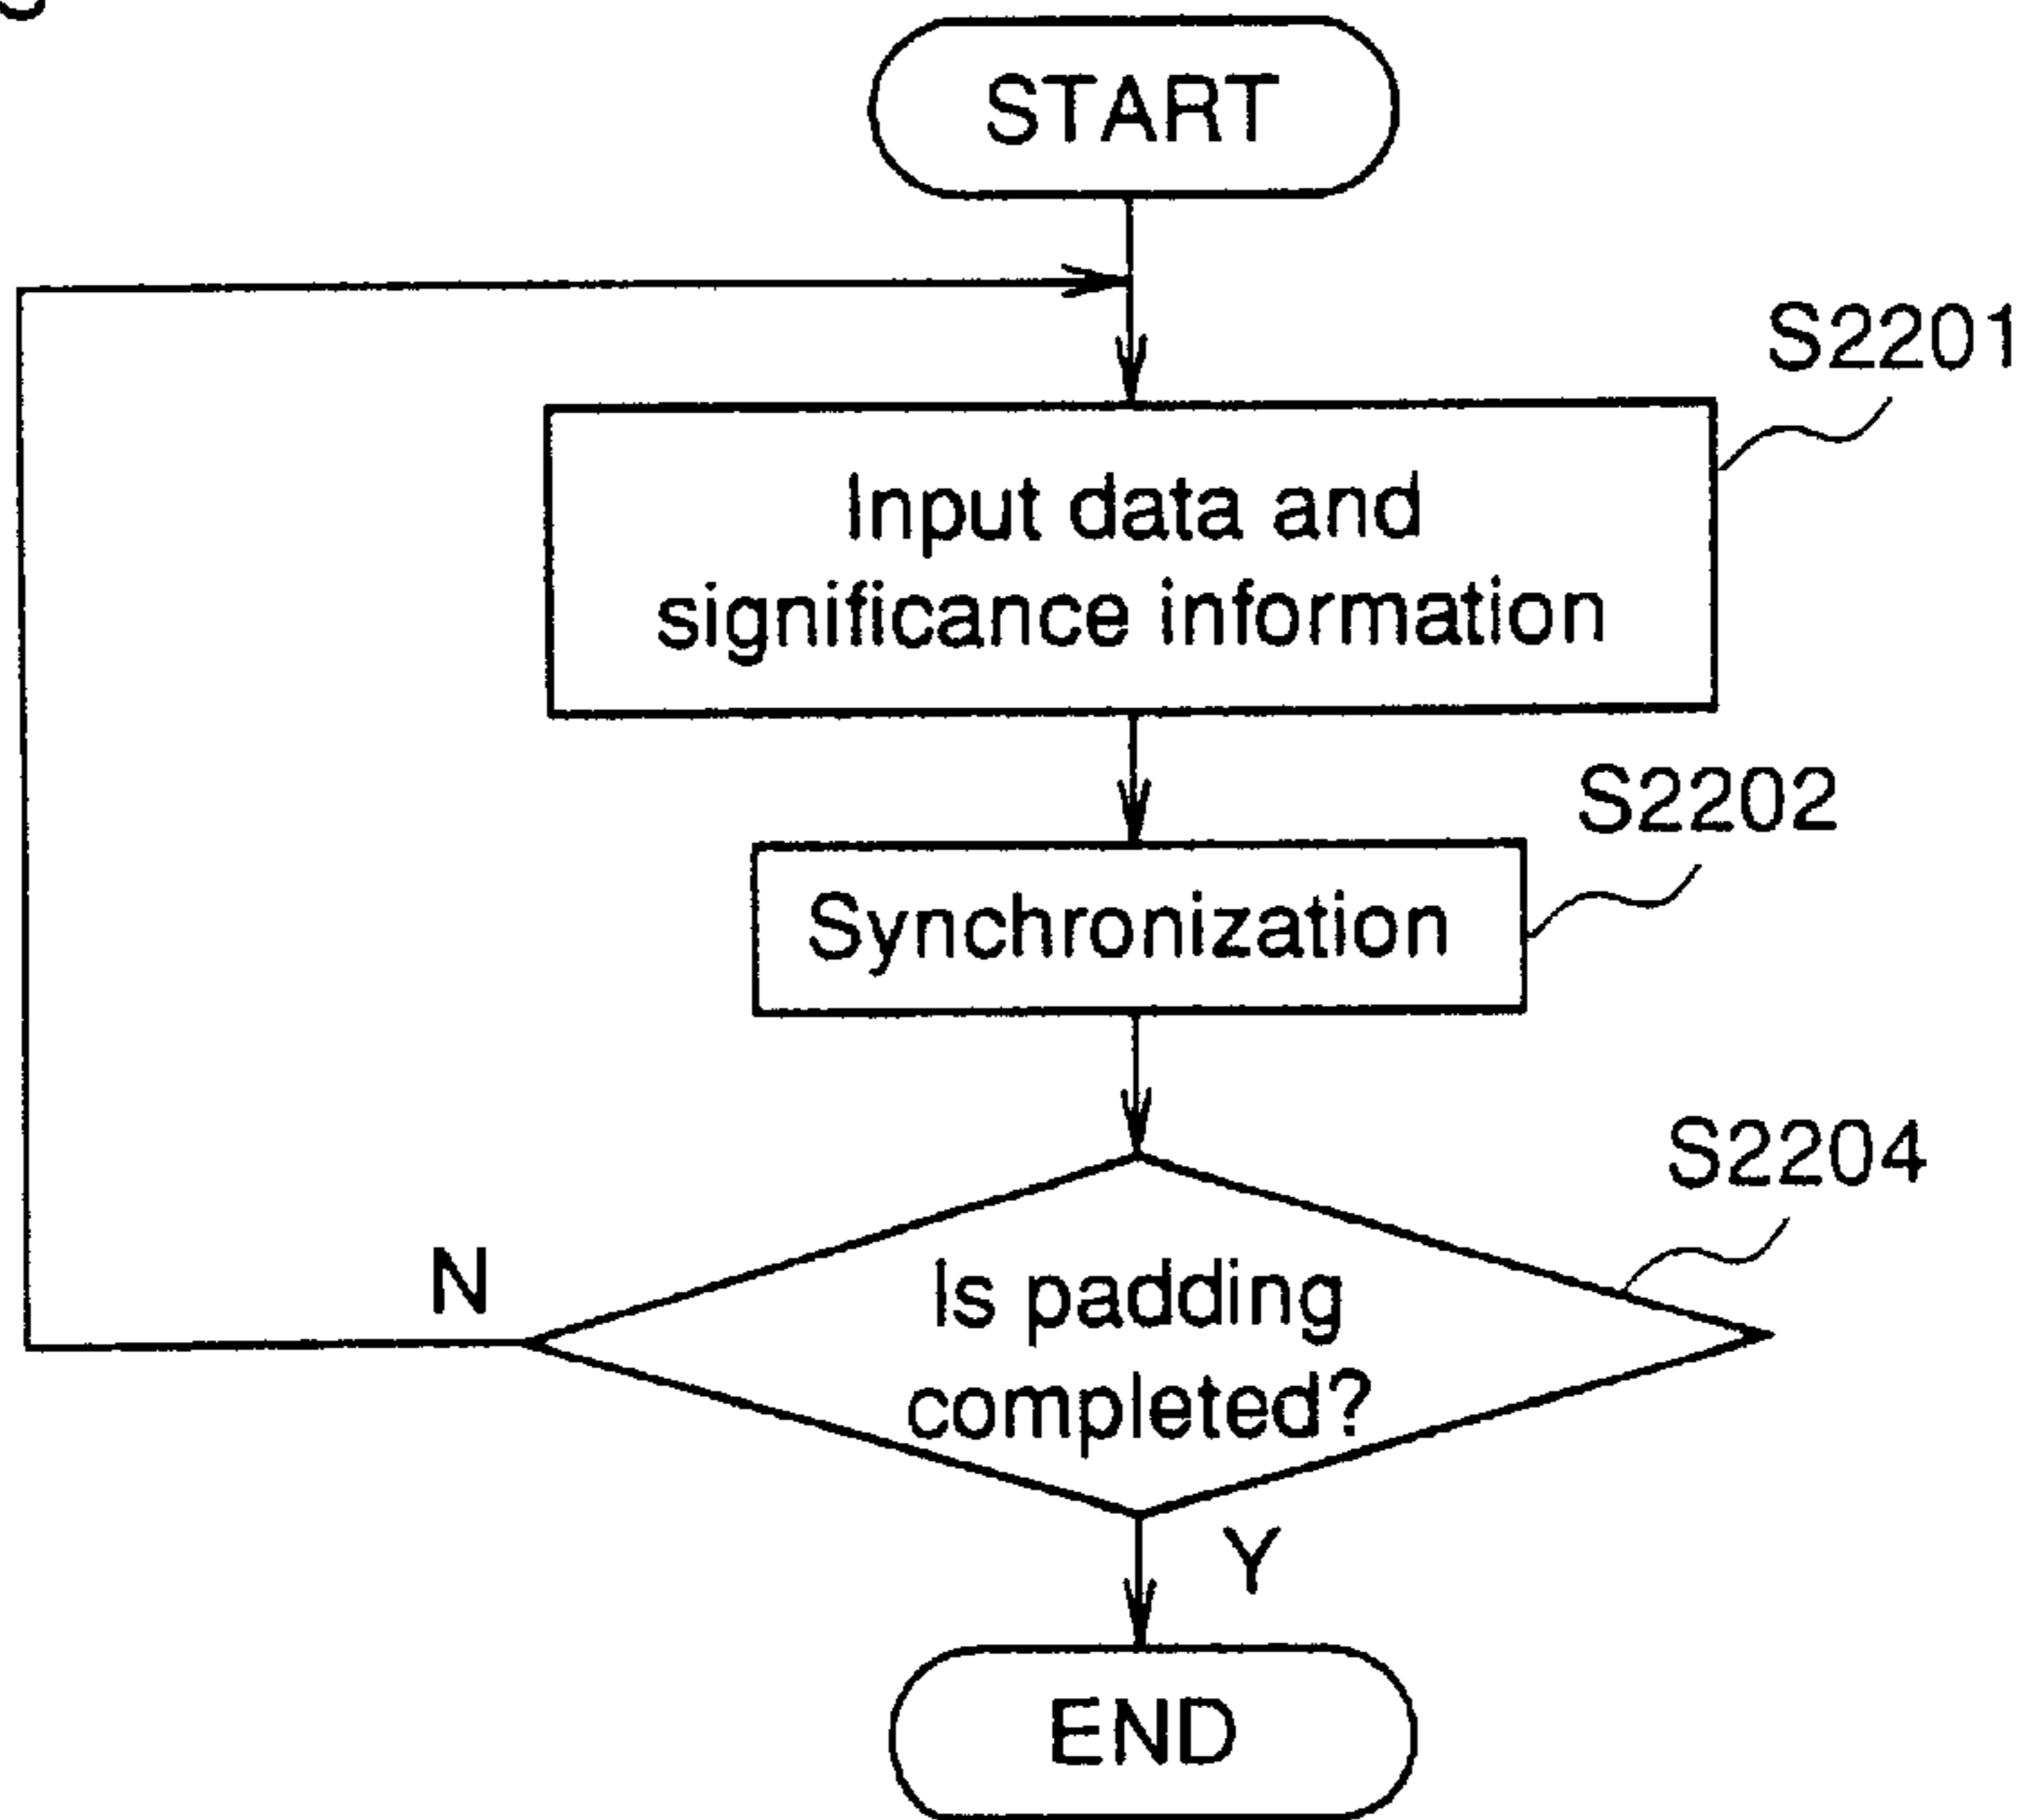 START
S2201
Input data and
significance information
S2202
Synchronization
S2204
N
Is padding
completed?
Y
END